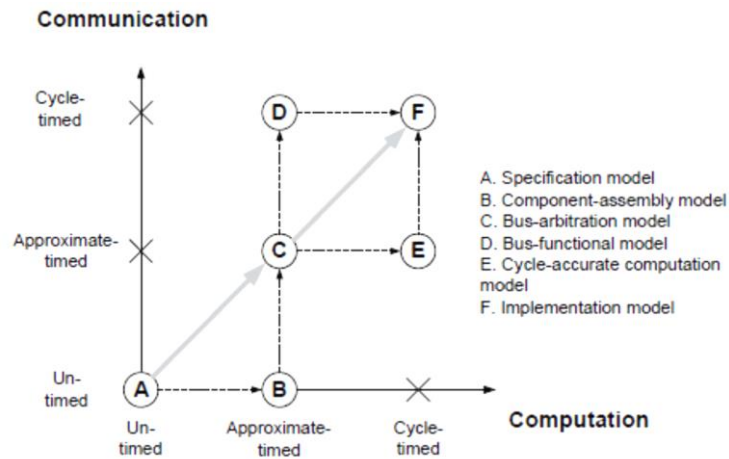 Communication
Cycle-
timed
D
F
A. Specification model
B. Component-assembly model
C. Bus-arbitration model
D. Bus-functional model
E. Cycle-accurate computation
model
F. Implementation model
Approximate-
timed
C
E
Un-
timed
A
B
Un-
timed
Approximate-
timed
Cycle-
timed
Computation